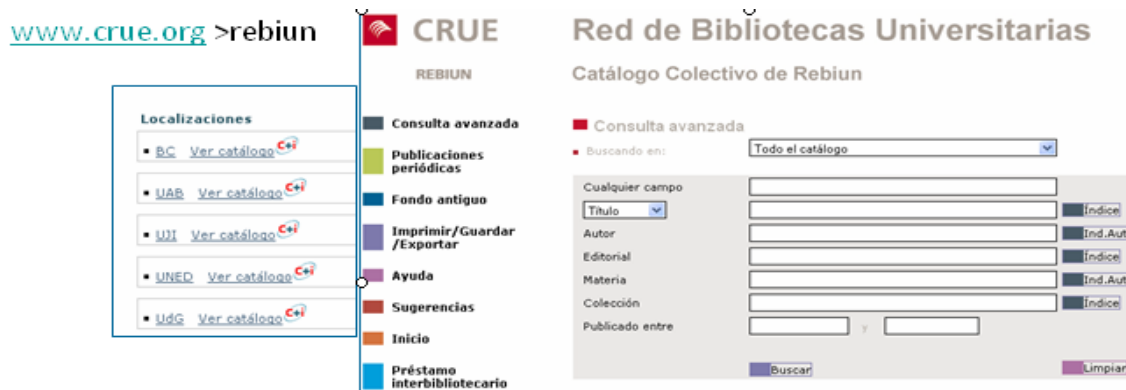 www.crue.org >rebiun
Localizaciones
BC Ver catálogo C+i
UAB Ver catálogo C+i
UJI Ver catálogo C+i
UNED Ver catálogo C+i
UdG Ver catálogo C+i
CRUE
REBIUN
Consulta avanzada
Publicaciones
periódicas
Fondo antiguo
Imprimir/Guardar
/Exportar
Ayuda
Sugerencias
Inicio
Préstamo
interbibliotecario
Red de Bibliotecas Universitarias
Catálogo Colectivo de Rebiun
Consulta avanzada
Buscando en: Todo el catálogo
Cualquier campo
Título Índice
Autor Ind.Aut
Editorial Índice
Materia Ind.Aut
Colección Índice
Publicado entre y
Buscar Limpiar